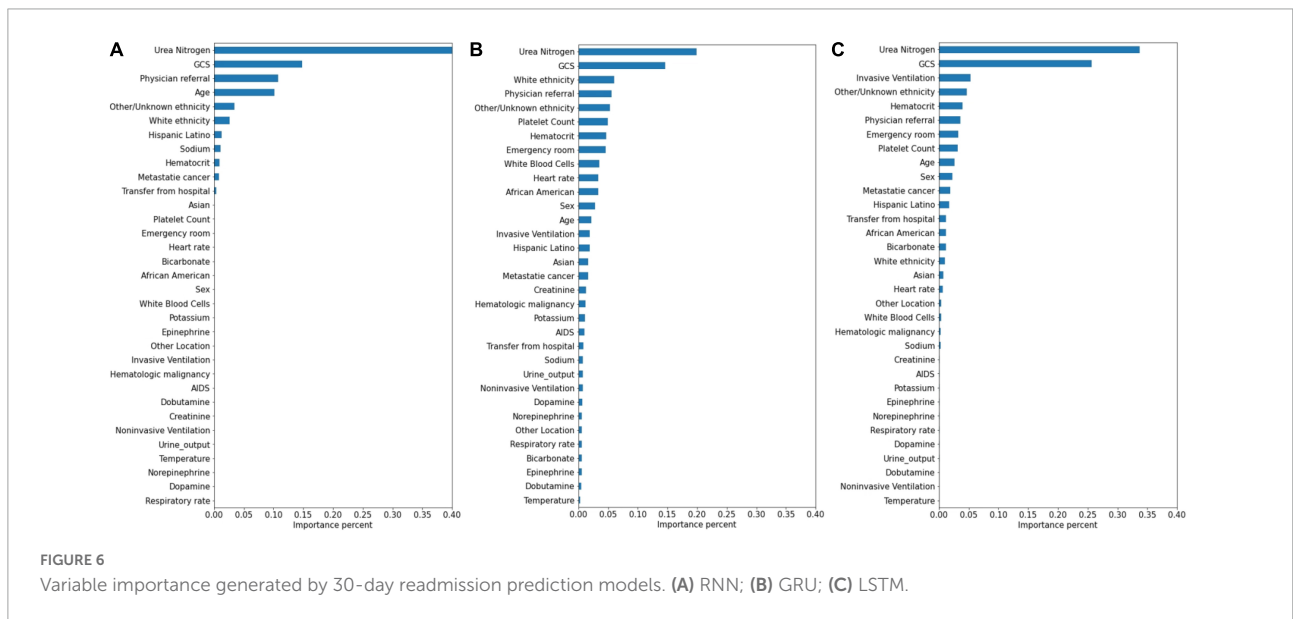 A
Urea Nitrogen
GCS
Physician referral
Age
Other/Unknown ethnicity
White ethnicity
Hispanic Latino
Sodium
Hematocrit
Metastatie cancer
Transfer from hospital
Asian
Platelet Count
Emergency room
Heart rate
Bicarbonate
African American
Sex
White Blood Cells
Potassium
Epinephrine
Other Location
Invasive Ventilation
Hematologic malignancy
AIDS
Dobutamine
Creatinine
Noninvasive Ventilation
Urine_output
Temperature
Norepinephrine
Dopamine
Respiratory rate
0.00 0.05 0.10 0.15 0.20 0.25 0.30 0.35 0.40
Importance percent
B
Urea Nitrogen
GCS
White ethnicity
Physician referral
Other/Unknown ethnicity
Platelet Count
Hematocrit
Emergency room
White Blood Cells
Heart rate
African American
Sex
Age
Invasive Ventilation
Hispanic Latino
Asian
Metastatie cancer
Creatinine
Hematologic malignancy
Potassium
AIDS
Transfer from hospital
Sodium
Urine_output
Noninvasive Ventilation
Dopamine
Norepinephrine
Other Location
Respiratory rate
Bicarbonate
Epinephrine
Dobutamine
Temperature
0.00 0.05 0.10 0.15 0.20 0.25 0.30 0.35 0.40
Importance percent
C
Urea Nitrogen
GCS
Invasive Ventilation
Other/Unknown ethnicity
Hematocrit
Physician referral
Emergency room
Platelet Count
Age
Sex
Metastatie cancer
Hispanic Latino
Transfer from hospital
African American
Bicarbonate
White ethnicity
Asian
Heart rate
Other Location
White Blood Cells
Hematologic malignancy
Sodium
Creatinine
AIDS
Potassium
Epinephrine
Norepinephrine
Respiratory rate
Dopamine
Urine_output
Dobutamine
Noninvasive Ventilation
Temperature
0.00 0.05 0.10 0.15 0.20 0.25 0.30 0.35 0.40
Importance percent
FIGURE 6
Variable importance generated by 30-day readmission prediction models. (A) RNN; (B) GRU; (C) LSTM.